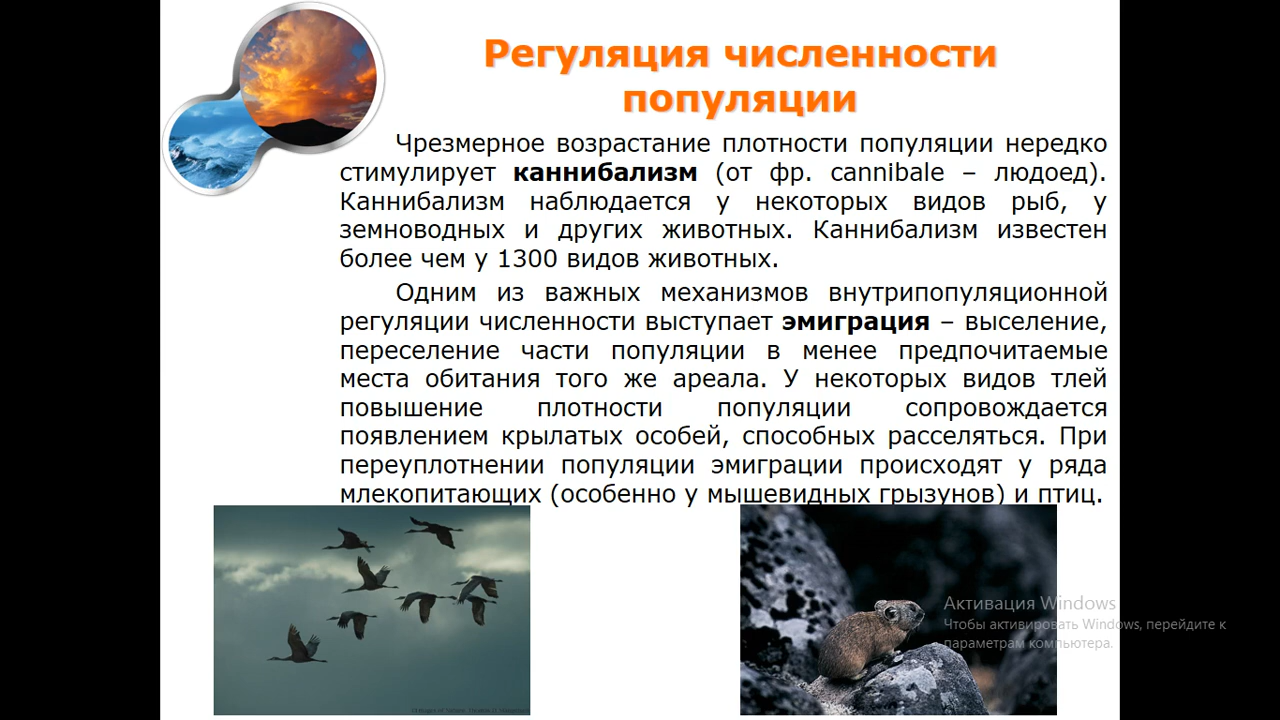 Регуляция численности
популяции
Чрезмерное возрастание плотности популяции нередко
стимулирует каннибализм (от фр. cannibale – людоед).
Каннибализм наблюдается у некоторых видов рыб, у
земноводных и других животных. Каннибализм известен
более чем у 1300 видов животных.
Одним из важных механизмов внутрипопуляционной
регуляции численности выступает эмиграция – выселение,
переселение части популяции в менее предпочитаемые
места обитания того же ареала. У некоторых видов тлей
повышение плотности популяции сопровождается
появлением крылатых особей, способных расселяться. При
переуплотнении популяции эмиграции происходят у ряда
млекопитающих (особенно у мышевидных грызунов) и птиц.
Активация Windows
Чтобы активировать Windows, перейдите к
параметрам компьютера.